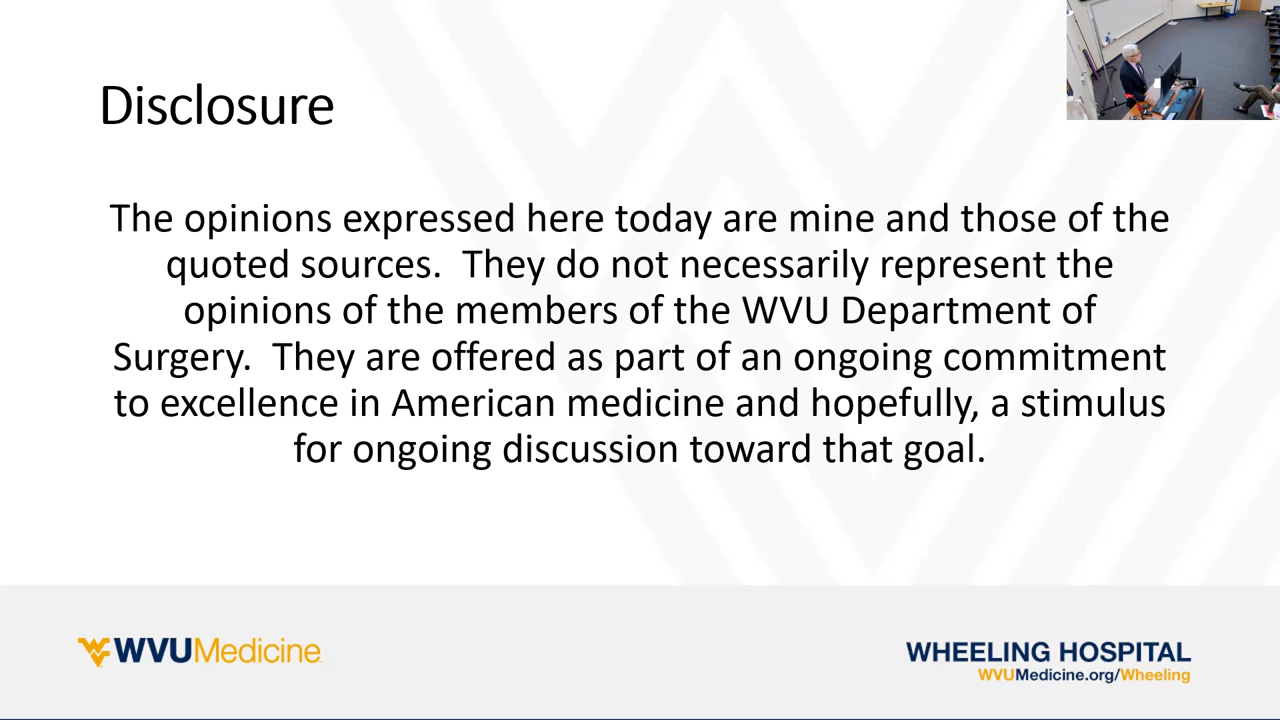 Disclosure
The opinions expressed here today are mine and those of the
quoted sources.  They do not necessarily represent the
opinions of the members of the WVU Department of
Surgery.  They are offered as part of an ongoing commitment
to excellence in American medicine and hopefully, a stimulus
for ongoing discussion toward that goal.
WVUMedicine
WHEELING HOSPITAL
WVUMedicine.org/Wheeling